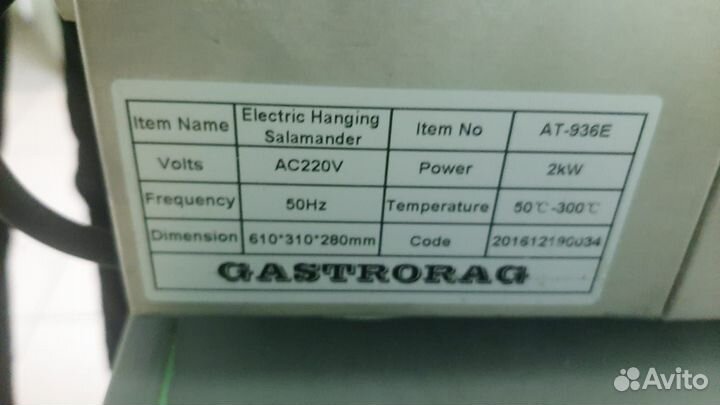 Item Name Electric Hanging Salamander Item No AT-936E
Volts AC220V Power 2kW
Frequency 50Hz Temperature 50℃-300℃
Dimension 610*310*280mm Code 201612190034
GASTRORAG
Avito